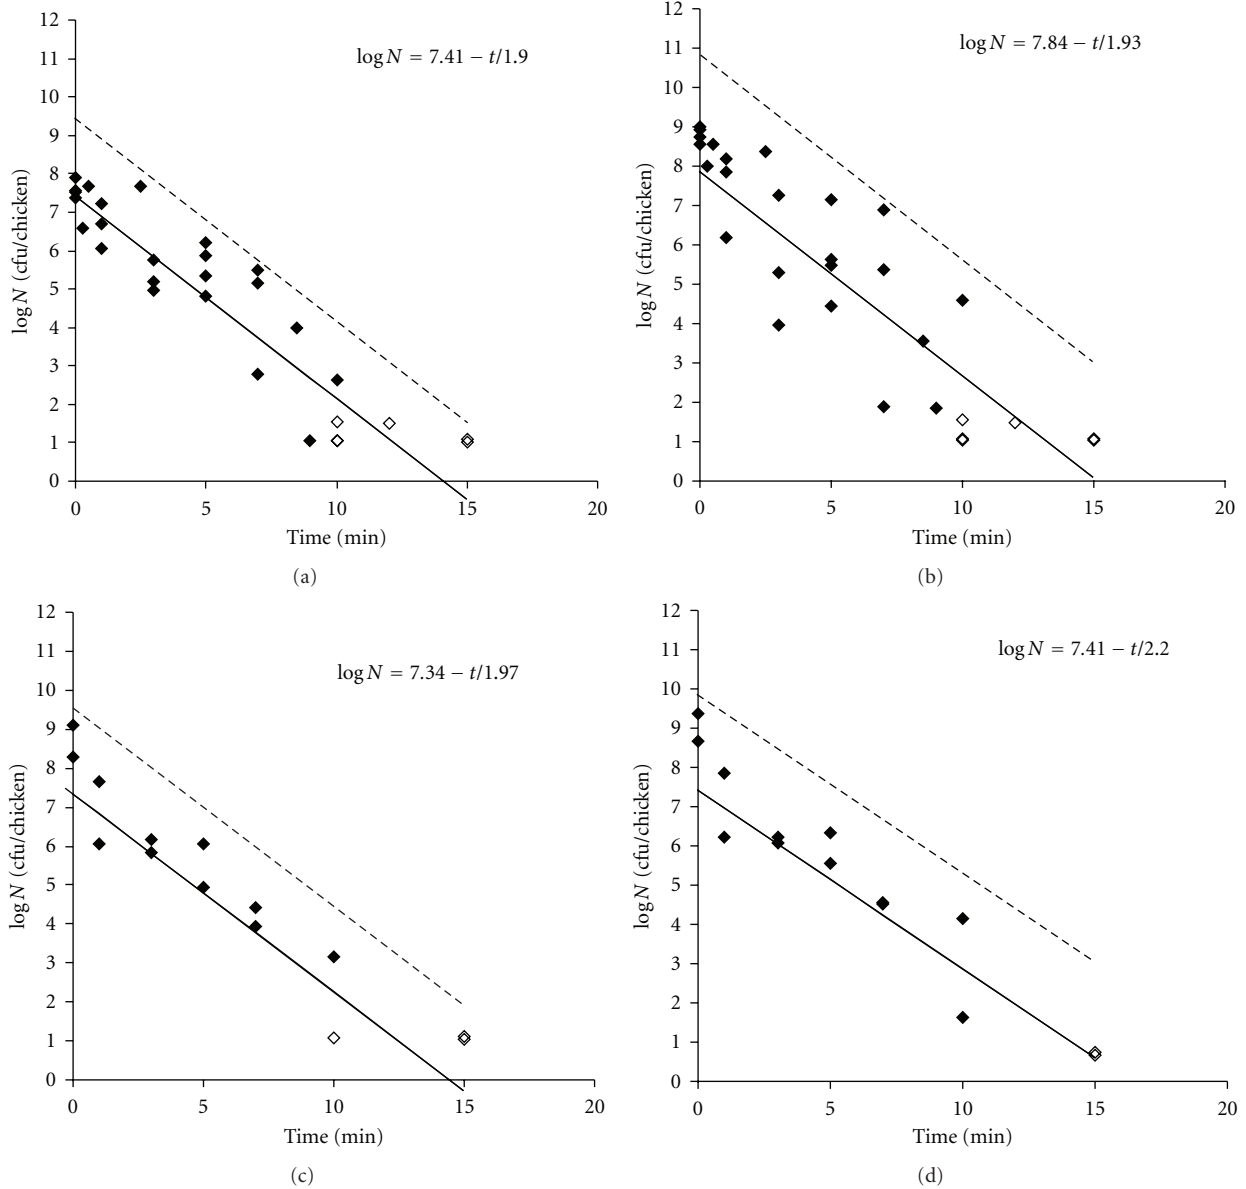 log N = 7.41 − t/1.9
12
11
10
9
8
7
6
5
4
3
2
1
0
log N (cfu/chicken)
0 5 10 15 20
Time (min)
(a)
log N = 7.84 − t/1.93
12
11
10
9
8
7
6
5
4
3
2
1
0
log N (cfu/chicken)
0 5 10 15 20
Time (min)
(b)
log N = 7.34 − t/1.97
12
11
10
9
8
7
6
5
4
3
2
1
0
log N (cfu/chicken)
0 5 10 15 20
Time (min)
(c)
log N = 7.41 − t/2.2
12
11
10
9
8
7
6
5
4
3
2
1
0
log N (cfu/chicken)
0 5 10 15 20
Time (min)
(d)